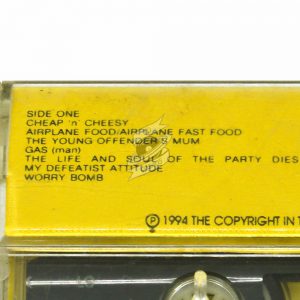 SIDE ONE
CHEAP 'n' CHEESY
AIRPLANE FOOD/AIRPLANE FAST FOOD
THE YOUNG OFFENDER'S MUM
GAS (man)
THE LIFE AND SOUL OF THE PARTY DIES
MY DEFEATIST ATTITUDE
WORRY BOMB
℗ 1994 THE COPYRIGHT IN